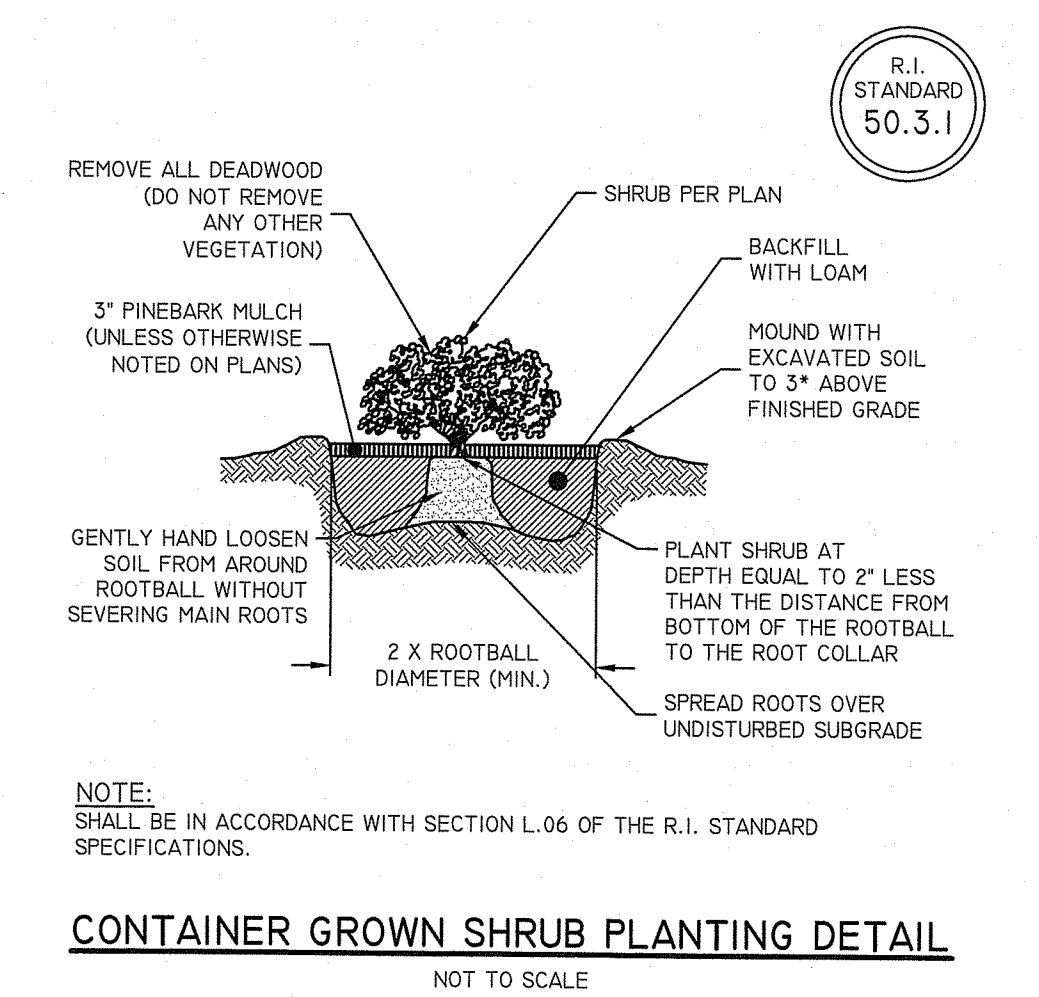 R.I.
STANDARD
50.3.1
REMOVE ALL DEADWOOD
(DO NOT REMOVE
ANY OTHER
VEGETATION)
SHRUB PER PLAN
BACKFILL
WITH LOAM
3" PINEBARK MULCH
(UNLESS OTHERWISE
NOTED ON PLANS)
MOUND WITH
EXCAVATED SOIL
TO 3* ABOVE
FINISHED GRADE
GENTLY HAND LOOSEN
SOIL FROM AROUND
ROOTBALL WITHOUT
SEVERING MAIN ROOTS
PLANT SHRUB AT
DEPTH EQUAL TO 2" LESS
THAN THE DISTANCE FROM
BOTTOM OF THE ROOTBALL
TO THE ROOT COLLAR
2 X ROOTBALL
DIAMETER (MIN.)
SPREAD ROOTS OVER
UNDISTURBED SUBGRADE
NOTE:
SHALL BE IN ACCORDANCE WITH SECTION L.06 OF THE R.I. STANDARD
SPECIFICATIONS.
CONTAINER GROWN SHRUB PLANTING DETAIL
NOT TO SCALE